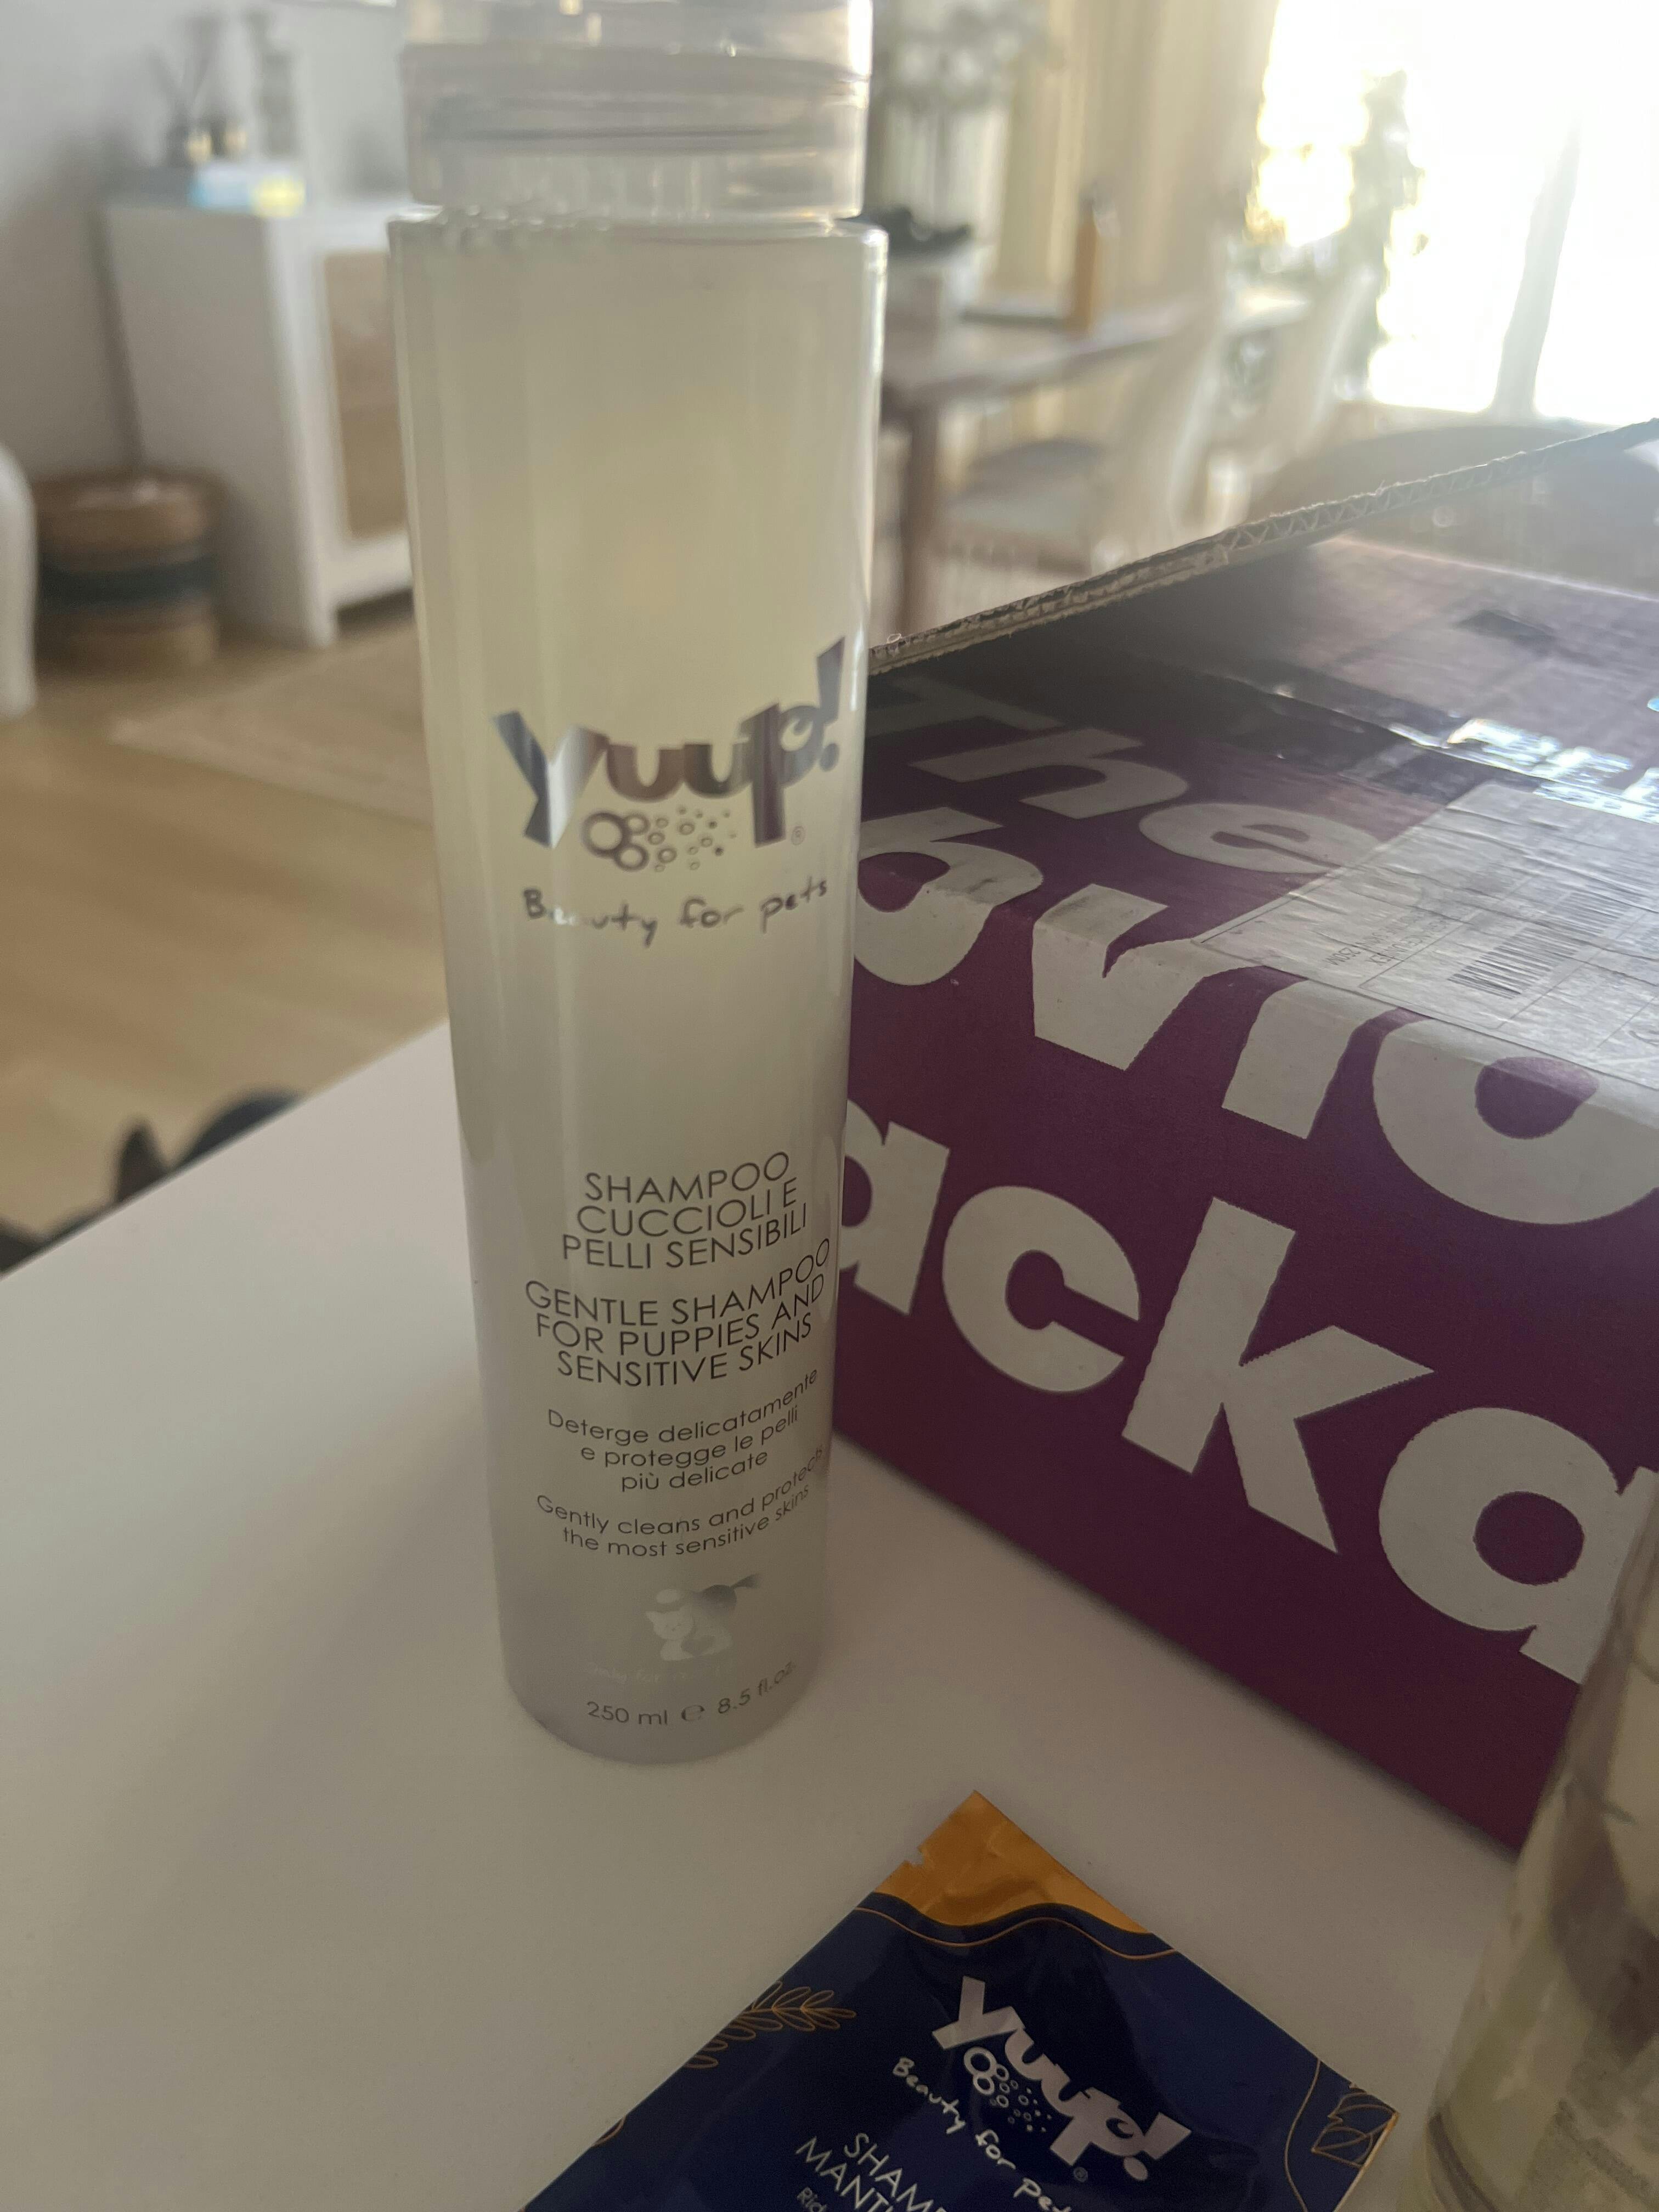 Yuup!
Beauty for pets
SHAMPOO
CUCCIOLI E
PELLI SENSIBILI
GENTLE SHAMPOO
FOR PUPPIES AND
SENSITIVE SKINS
Deterge delicatamente
e protegge le pelli
più delicate
Gently cleans and protects
the most sensitive skins
250 ml ℮ 8.5 fl.oz.
The
Yuup!
Beauty for Pets